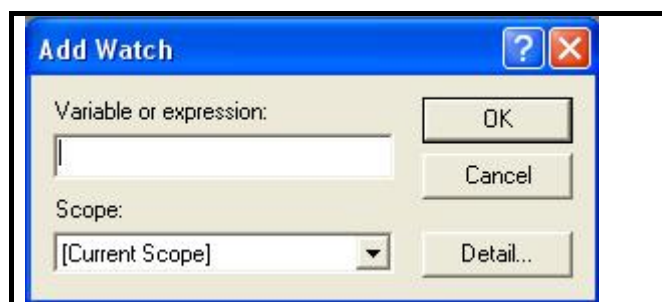 Add Watch
Variable or expression:
OK
Cancel
Scope:
[Current Scope]
Detail...